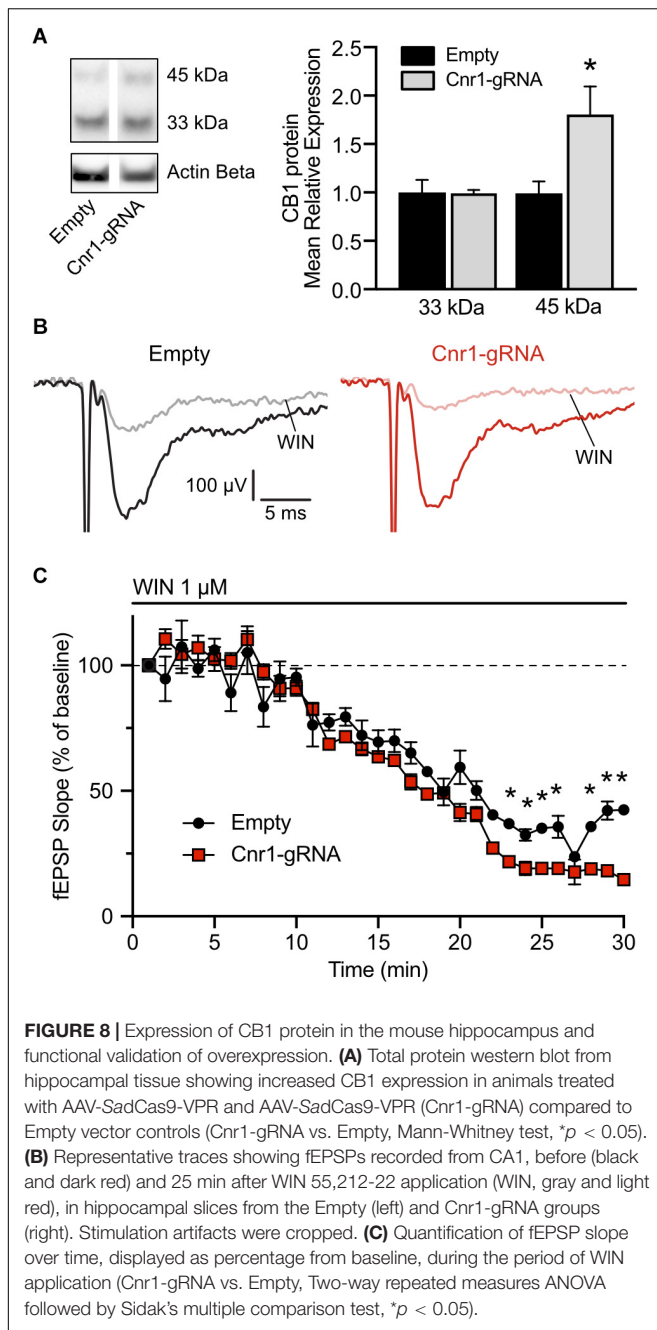 A
45 kDa
33 kDa
Actin Beta
Empty
Cnr1-gRNA
CB1 protein
Mean Relative Expression
2.5
2.0
1.5
1.0
0.5
0.0
Empty
Cnr1-gRNA
*
33 kDa
45 kDa
B
Empty
WIN
100 µV
5 ms
Cnr1-gRNA
WIN
C
WIN 1 µM
fEPSP Slope (% of baseline)
100
50
0
* * * * * * *
Empty
Cnr1-gRNA
0 5 10 15 20 25 30
Time (min)
FIGURE 8 | Expression of CB1 protein in the mouse hippocampus and
functional validation of overexpression. (A) Total protein western blot from
hippocampal tissue showing increased CB1 expression in animals treated
with AAV-SadCas9-VPR and AAV-SadCas9-VPR (Cnr1-gRNA) compared to
Empty vector controls (Cnr1-gRNA vs. Empty, Mann-Whitney test, *p < 0.05).
(B) Representative traces showing fEPSPs recorded from CA1, before (black
and dark red) and 25 min after WIN 55,212-22 application (WIN, gray and light
red), in hippocampal slices from the Empty (left) and Cnr1-gRNA groups
(right). Stimulation artifacts were cropped. (C) Quantification of fEPSP slope
over time, displayed as percentage from baseline, during the period of WIN
application (Cnr1-gRNA vs. Empty, Two-way repeated measures ANOVA
followed by Sidak's multiple comparison test, *p < 0.05).